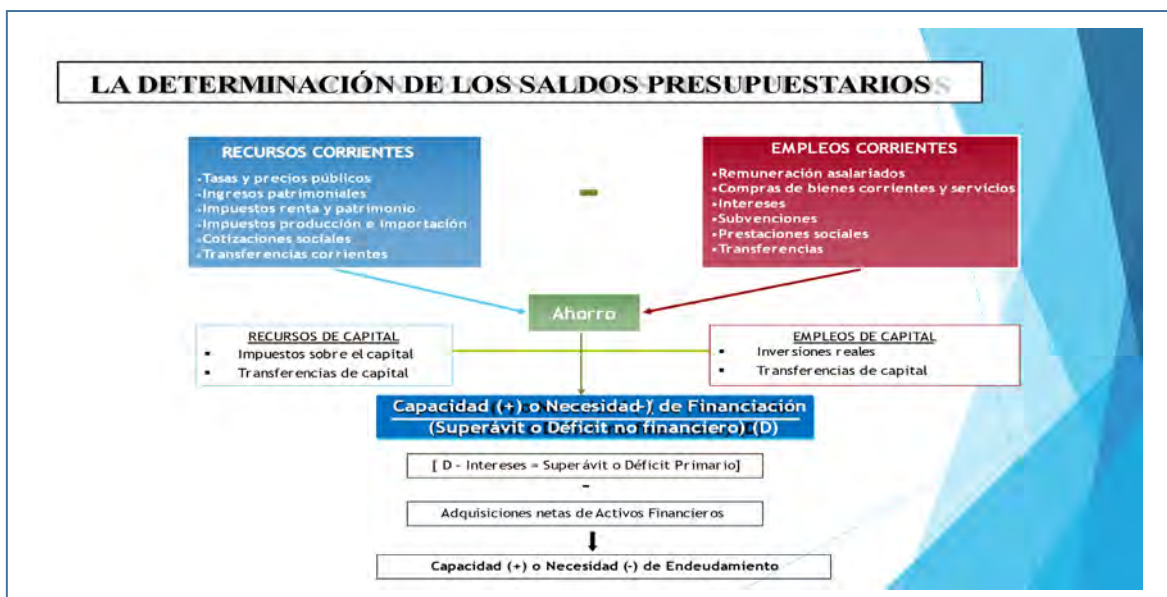 LA DETERMINACIÓN DE LOS SALDOS PRESUPUESTARIOS
RECURSOS CORRIENTES
•Tasas y precios públicos
•Ingresos patrimoniales
•Impuestos renta y patrimonio
•Impuestos producción e importación
•Cotizaciones sociales
•Transferencias corrientes
-
EMPLEOS CORRIENTES
•Remuneración asalariados
•Compras de bienes corrientes y servicios
•Intereses
•Subvenciones
•Prestaciones sociales
•Transferencias
Ahorro
RECURSOS DE CAPITAL
▪ Impuestos sobre el capital
▪ Transferencias de capital
EMPLEOS DE CAPITAL
▪ Inversiones reales
▪ Transferencias de capital
Capacidad (+) o Necesidad(-) de Financiación
(Superávit o Déficit no financiero) (D)
[ D - Intereses = Superávit o Déficit Primario]
-
Adquisiciones netas de Activos Financieros
Capacidad (+) o Necesidad (-) de Endeudamiento